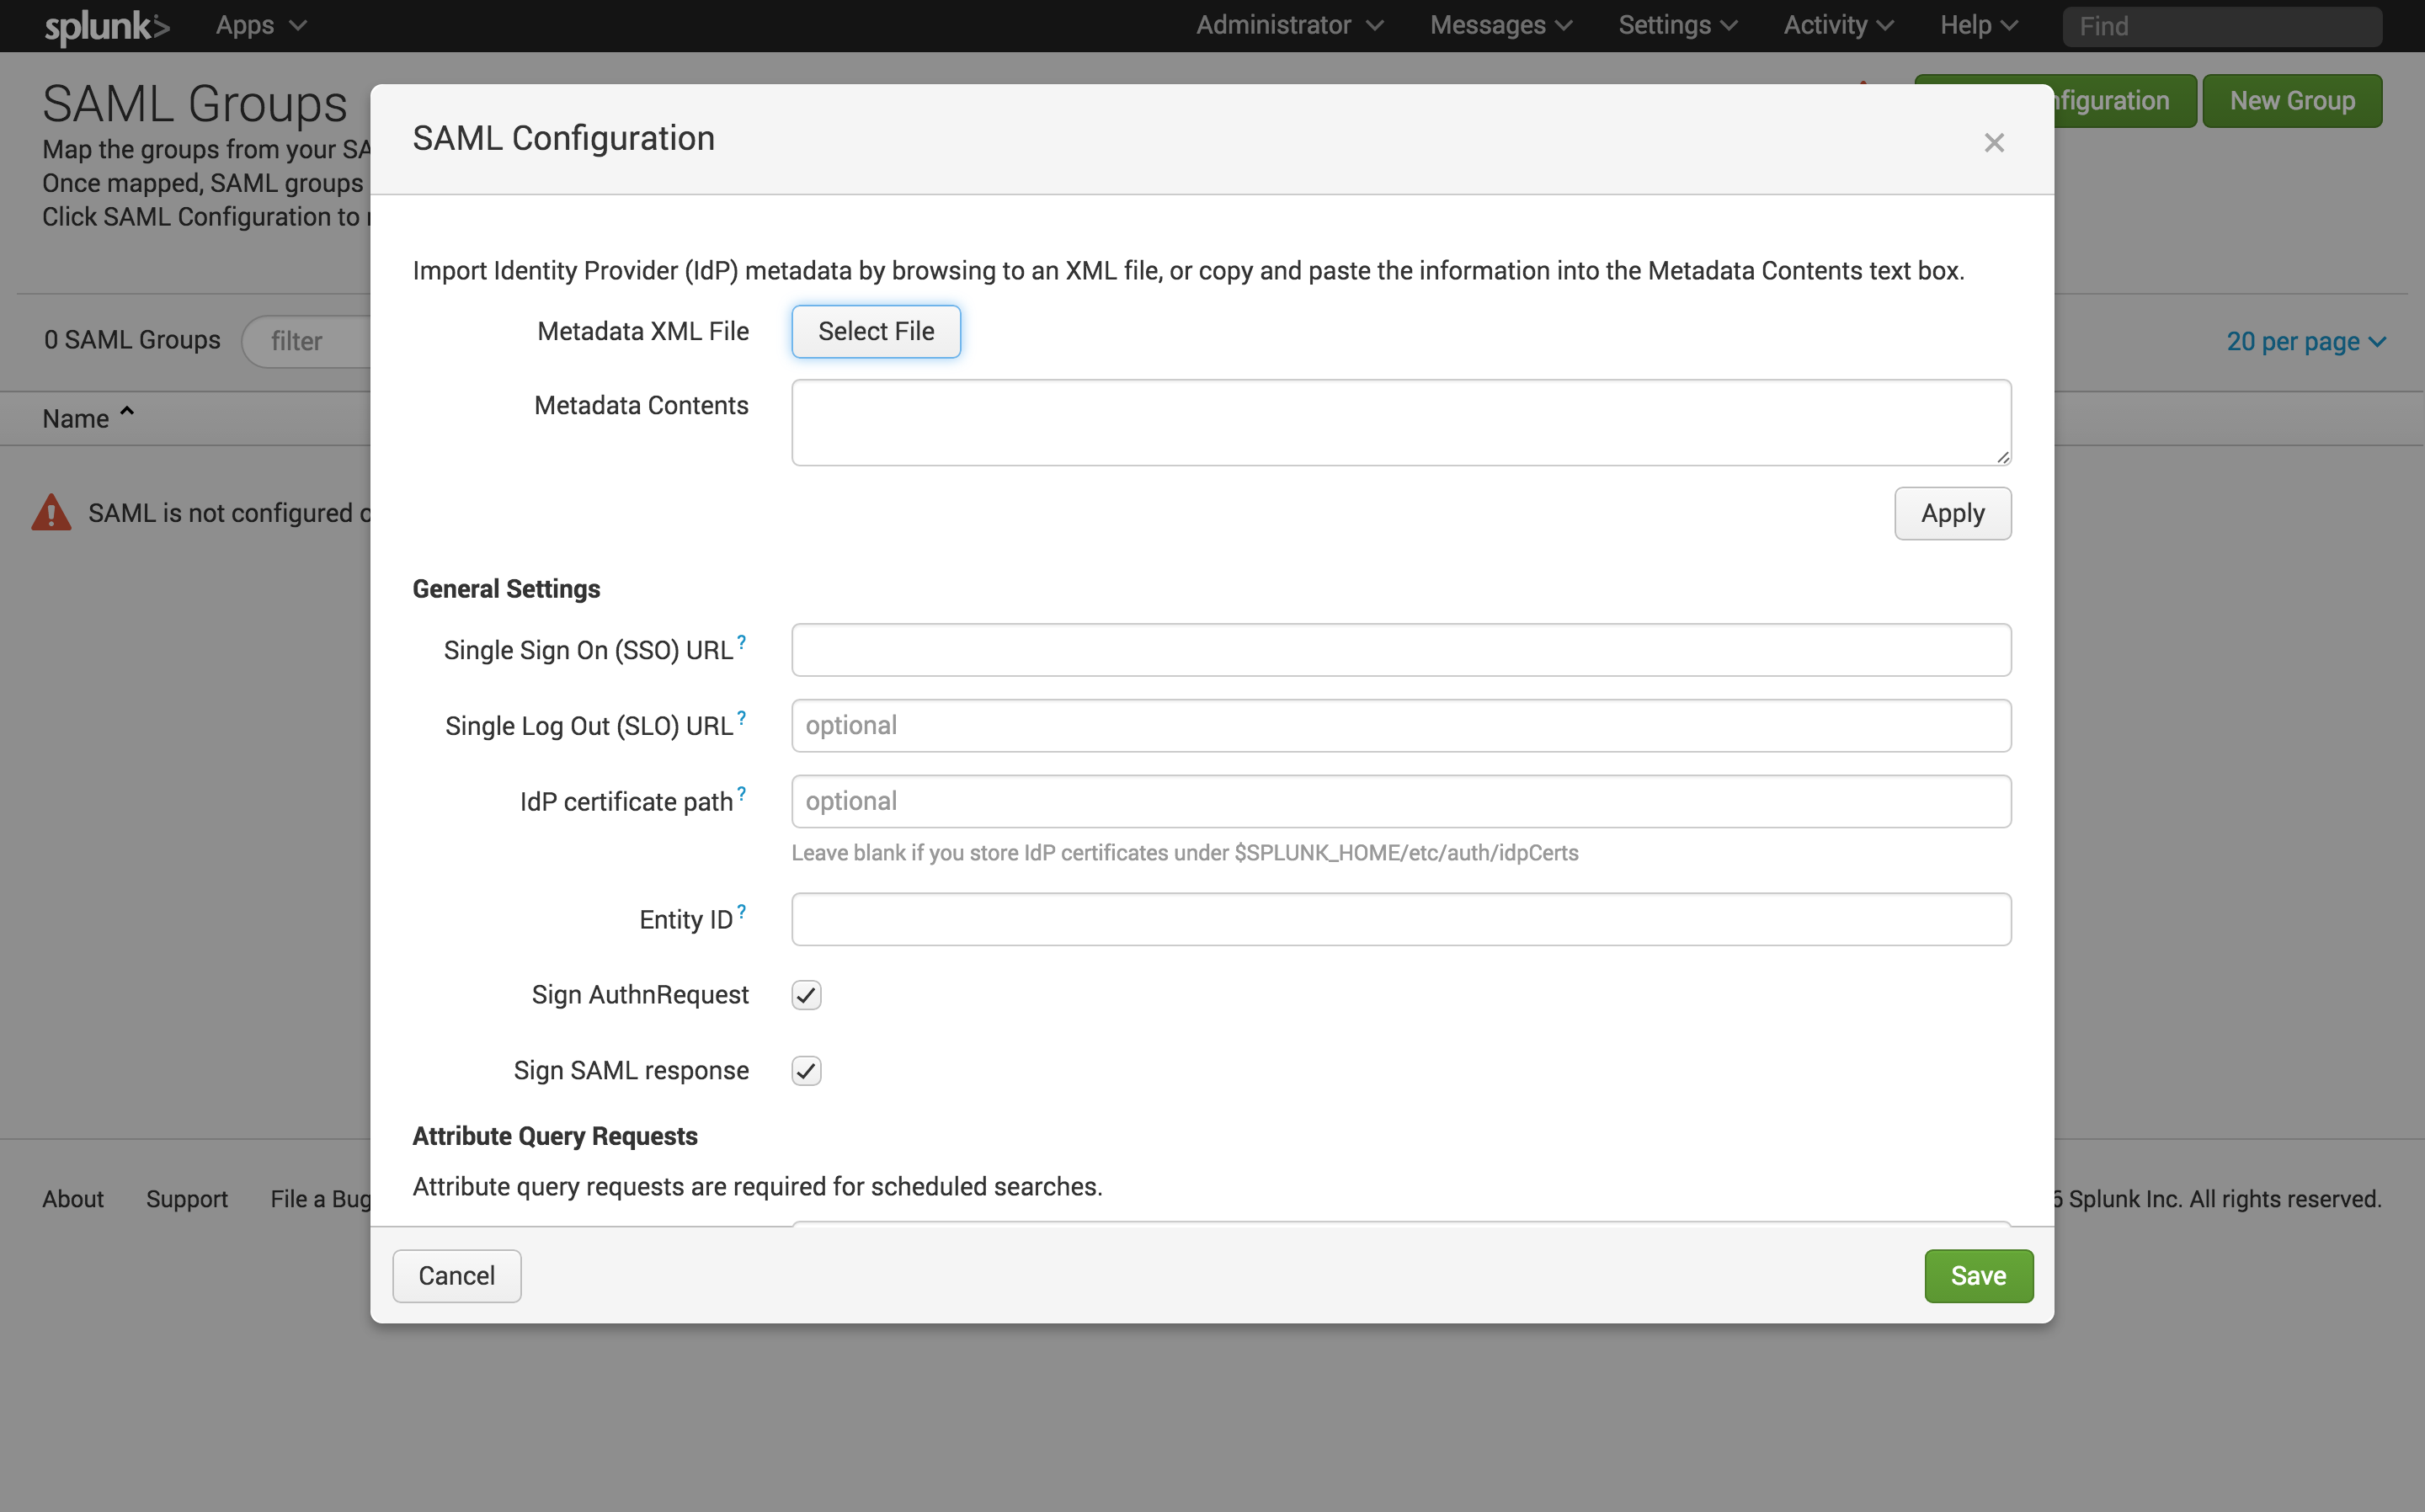 splunk> Apps Administrator Messages Settings Activity Help Find
SAML Groups
Map the groups from your SA
Once mapped, SAML groups
Click SAML Configuration to
nfiguration
New Group
0 SAML Groups filter
20 per page
Name
SAML is not configured
SAML Configuration
Import Identity Provider (IdP) metadata by browsing to an XML file, or copy and paste the information into the Metadata Contents text box.
Metadata XML File Select File
Metadata Contents
Apply
General Settings
Single Sign On (SSO) URL ?
Single Log Out (SLO) URL ? optional
IdP certificate path ? optional
Leave blank if you store IdP certificates under $SPLUNK_HOME/etc/auth/idpCerts
Entity ID ?
Sign AuthnRequest
Sign SAML response
Attribute Query Requests
Attribute query requests are required for scheduled searches.
Cancel Save
About Support File a Bug
6 Splunk Inc. All rights reserved.